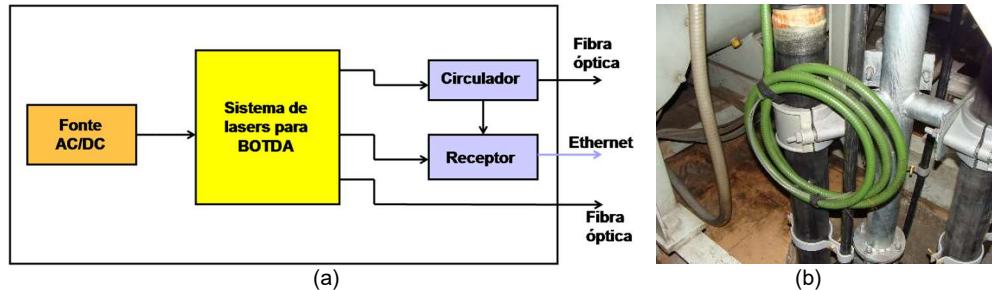 Fonte
AC/DC
Sistema de
lasers para
BOTDA
Circulador
Receptor
Fibra
óptica
Ethernet
Fibra
óptica
(a)
(b)